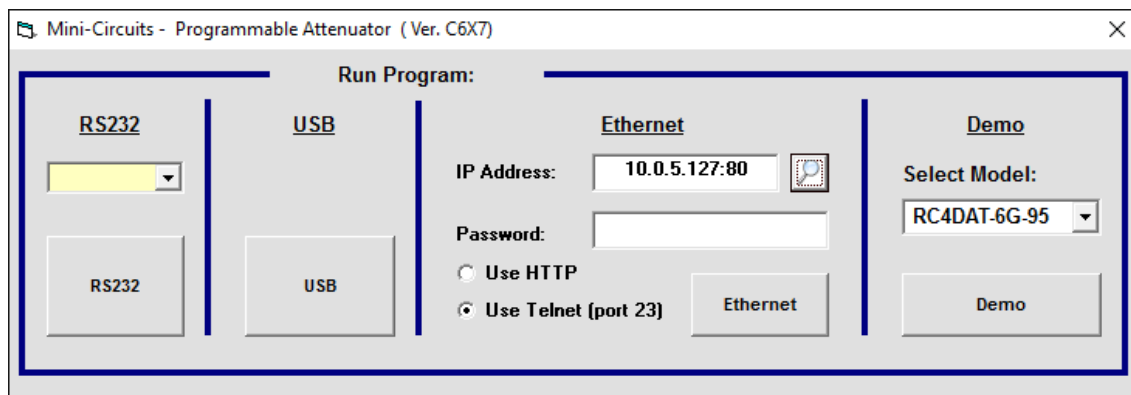 Mini-Circuits -  Programmable Attenuator  ( Ver. C6X7)
Run Program:
RS232
USB
Ethernet
Demo
IP Address:
10.0.5.127:80
Select Model:
RC4DAT-6G-95
Password:
Use HTTP
Use Telnet (port 23)
RS232
USB
Ethernet
Demo